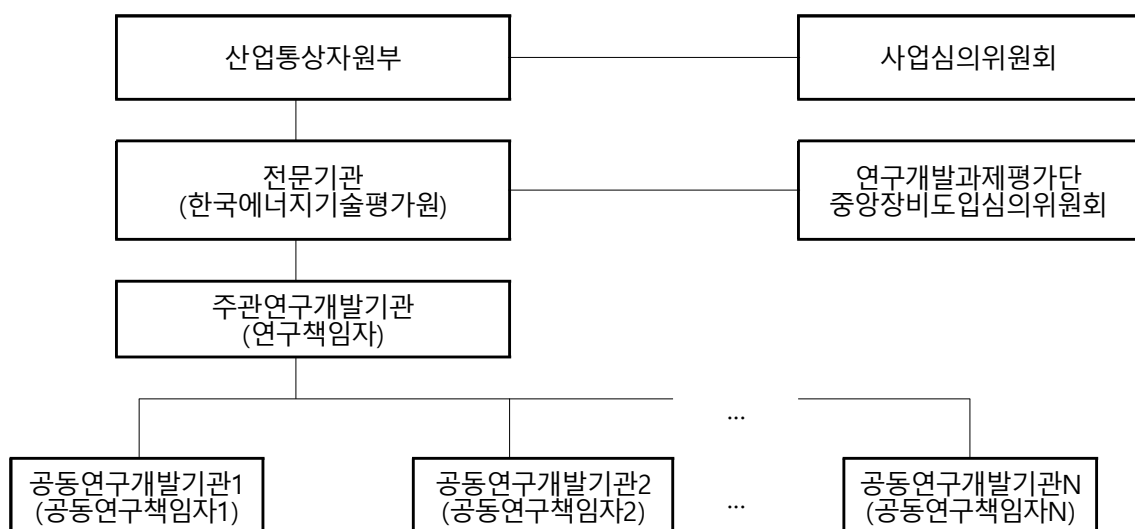 산업통상자원부
사업심의위원회
전문기관
(한국에너지기술평가원)
연구개발과제평가단
중앙장비도입심의위원회
주관연구개발기관
(연구책임자)
...
공동연구개발기관1
(공동연구책임자1)
공동연구개발기관2
(공동연구책임자2)
...
공동연구개발기관N
(공동연구책임자N)